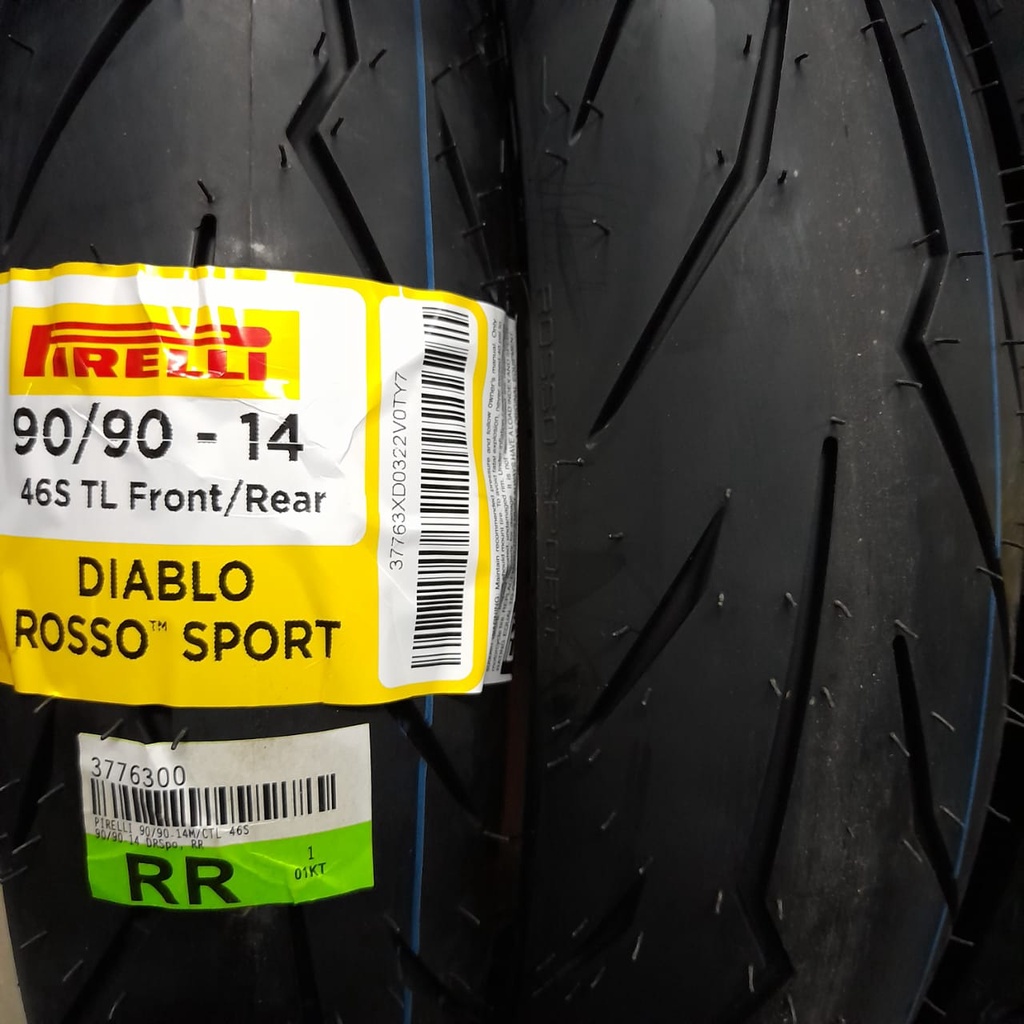 PIRELLI
90/90 - 14
46S TL Front/Rear
DIABLO
ROSSO™ SPORT
37763XD0322V0TY7
3776300
PIRELLI 90/90-14M/CTL 46S
90/90-14 DRSpo, RR
RR
1
01KT